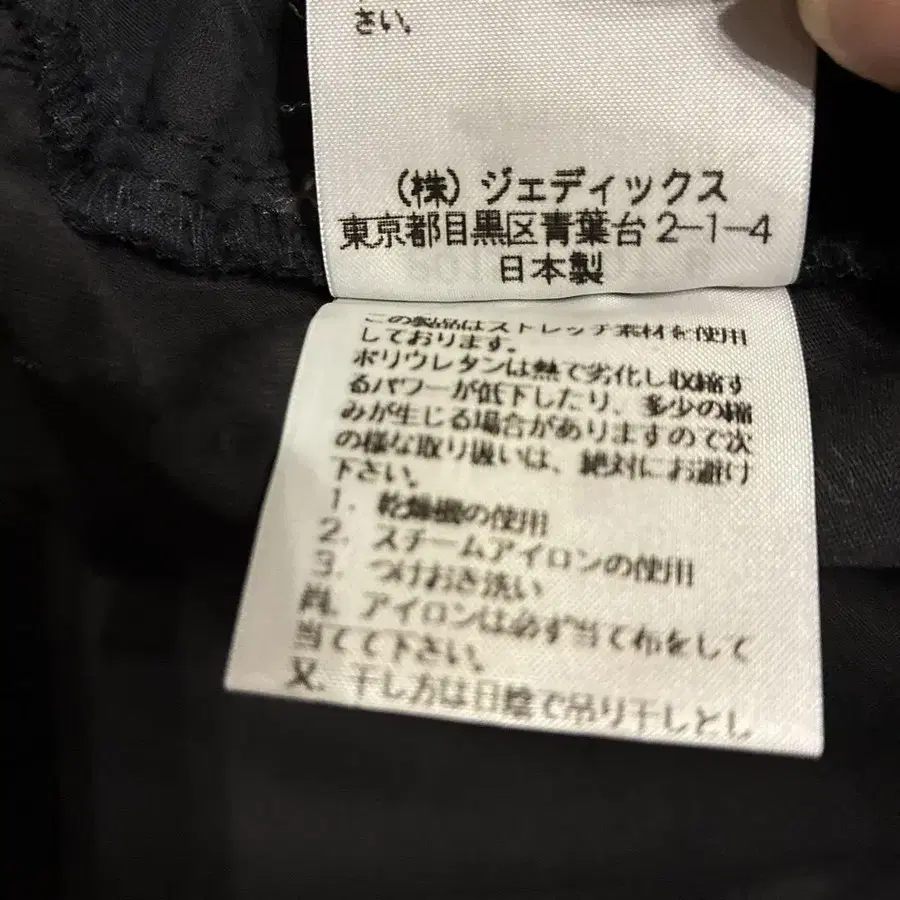 さい。
(株) ジェディックス
東京都目黒区青葉台 2-1-4
日本製
この製品はストレッチ素材を使用
しております。
ポリウレタンは熱で劣化し収縮す
るパワーが低下したり、多少の縮
みが生じる場合がありますので次
の様な取り扱いは、絶対にお避け
下さい。
1. 乾燥機の使用
2. スチームアイロンの使用
3. つけおき洗い
尚、アイロンは必ず当て布をして
当てて下さい。
又、干し方は日陰で吊り干しとし